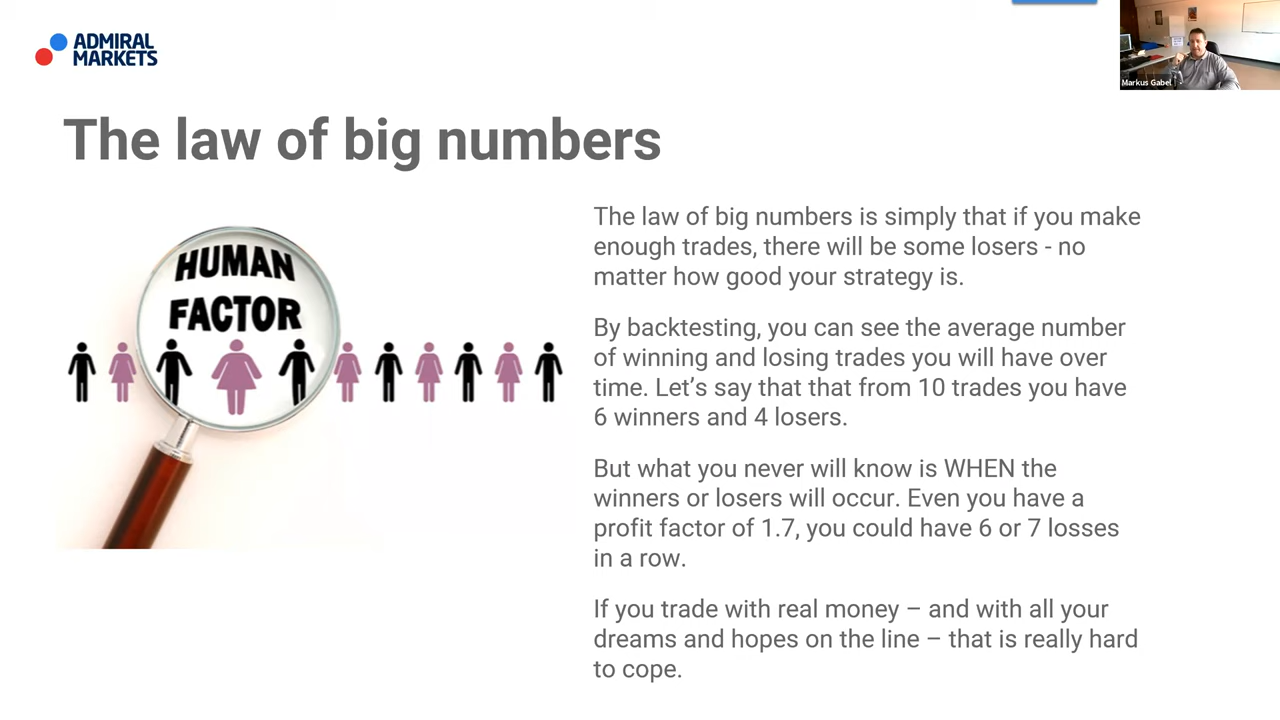 ADMIRAL
MARKETS
Markus Gabel
The law of big numbers
HUMAN
FACTOR
The law of big numbers is simply that if you make
enough trades, there will be some losers - no
matter how good your strategy is.
By backtesting, you can see the average number
of winning and losing trades you will have over
time. Let’s say that that from 10 trades you have
6 winners and 4 losers.
But what you never will know is WHEN the
winners or losers will occur. Even you have a
profit factor of 1.7, you could have 6 or 7 losses
in a row.
If you trade with real money – and with all your
dreams and hopes on the line – that is really hard
to cope.